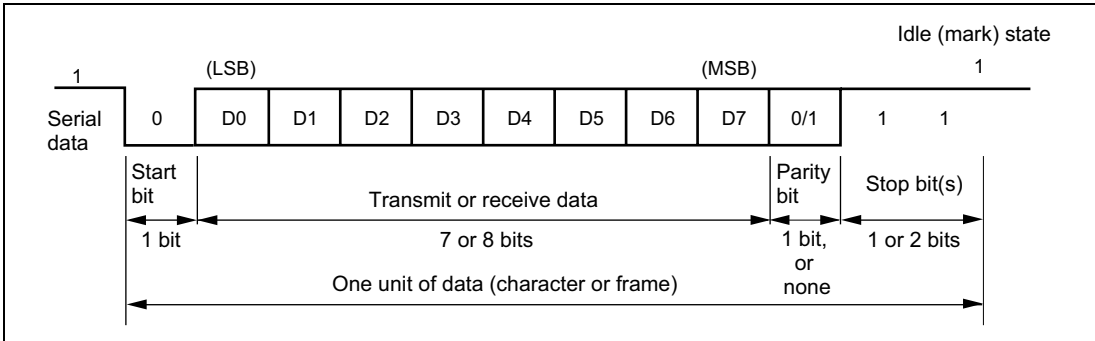 Idle (mark) state
1 (LSB) (MSB) 1
Serial data 0 D0 D1 D2 D3 D4 D5 D6 D7 0/1 1 1
Start bit
Transmit or receive data
Parity bit
Stop bit(s)
1 bit
7 or 8 bits
1 bit, or none
1 or 2 bits
One unit of data (character or frame)